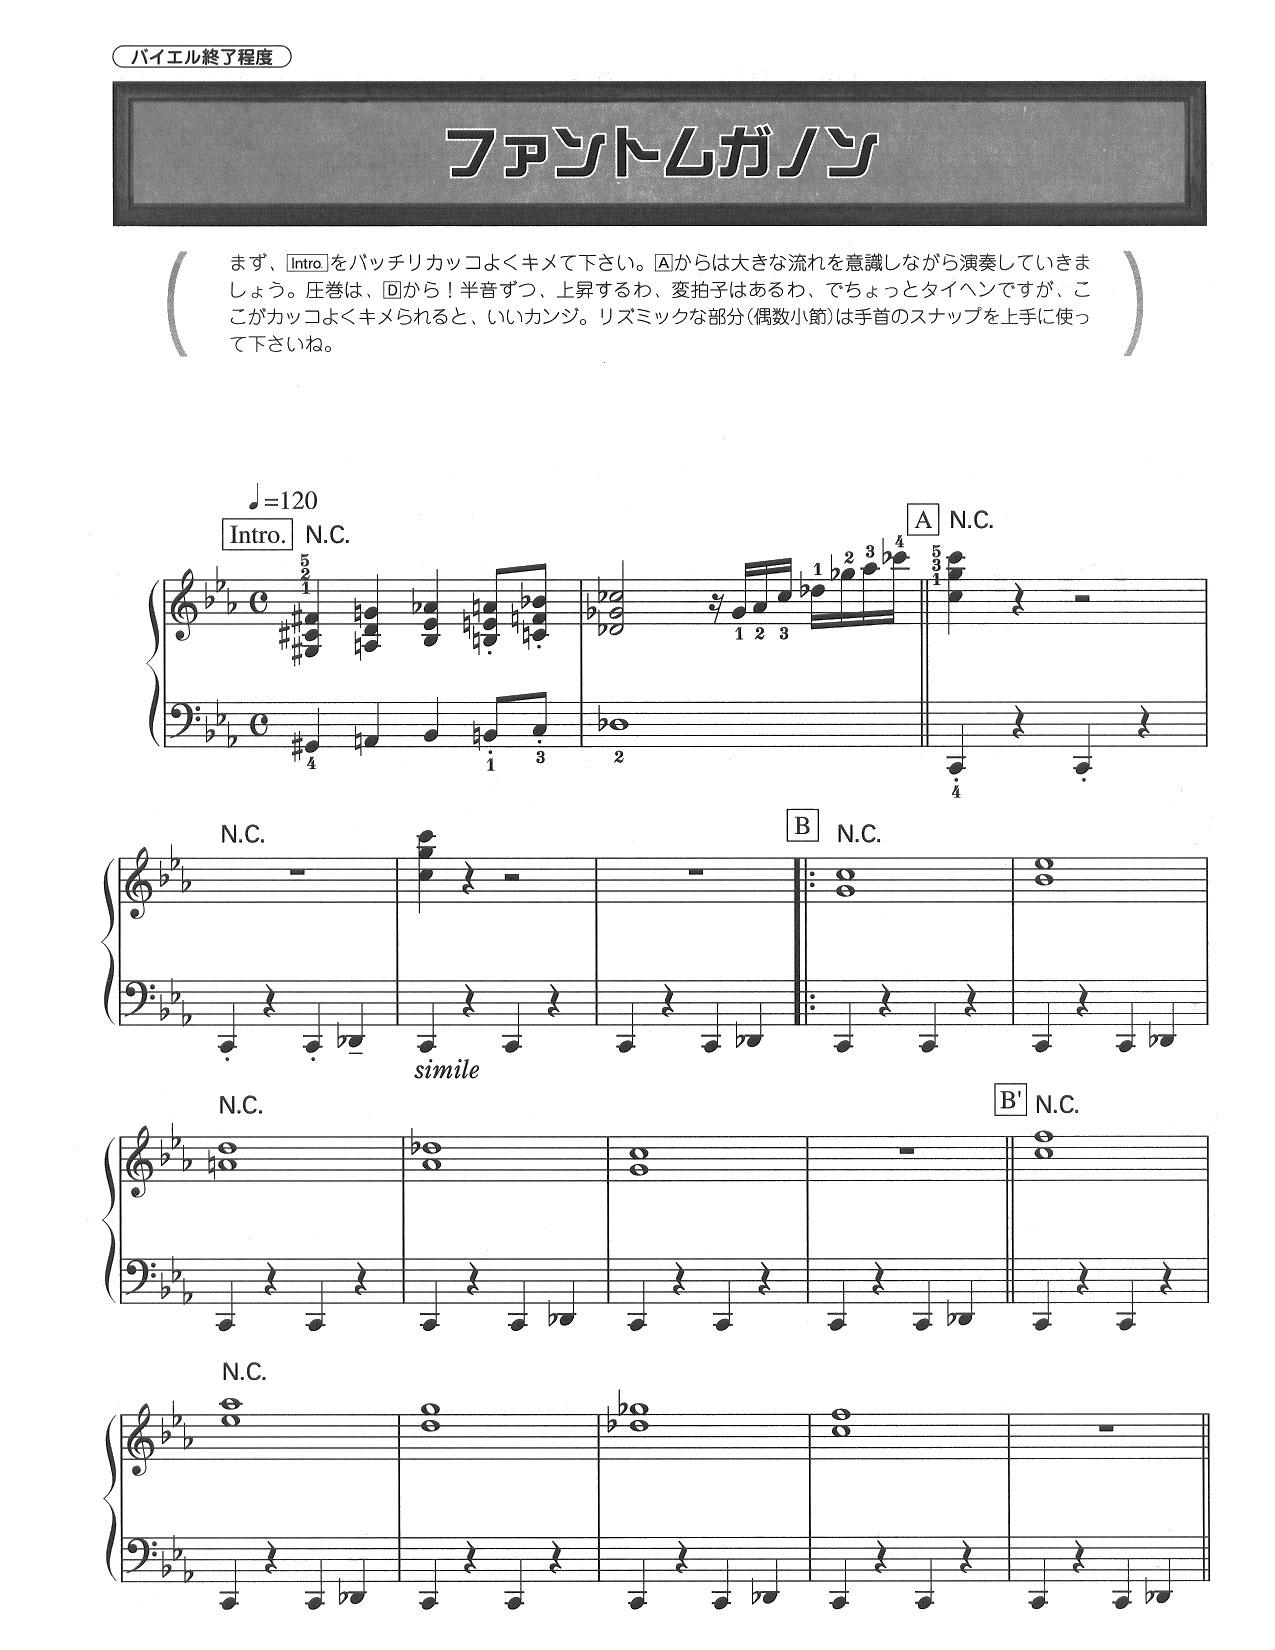 バイエル終了程度
ファントムガノン
まず、Intro.をバッチリカッコよくキメて下さい。Aからは大きな流れを意識しながら演奏していきま
しょう。圧巻は、Dから！半音ずつ、上昇するわ、変拍子はあるわ、でちょっとタイヘンですが、こ
こがカッコよくキメられると、いいカンジ。リズミックな部分（偶数小節）は手首のスナップを上手に使っ
て下さいね。
♩=120
Intro. N.C.
A N.C.
5
2
1
1 2 3 4
5
3
1
1 2 3
4 1 3 2
4
N.C.
B N.C.
simile
N.C.
B' N.C.
N.C.